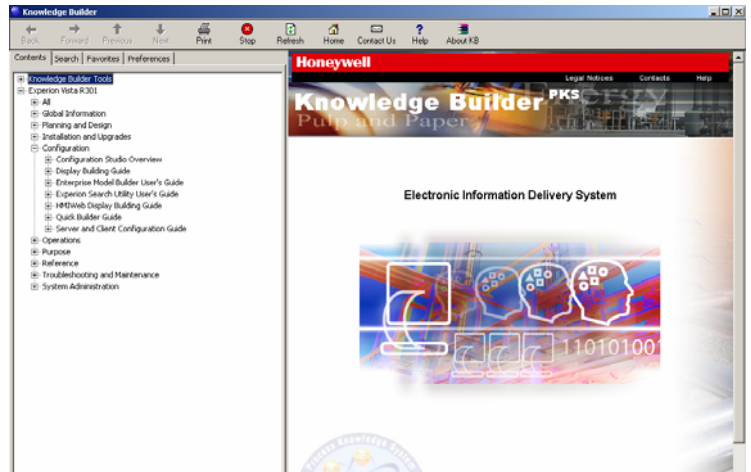 Knowledge Builder
Back Forward Previous Next Print Stop Refresh Home Contact Us Help About KB
Contents Search Favorites Preferences
Knowledge Builder Tools
Experion Vista R301
All
Global Information
Planning and Design
Installation and Upgrades
Configuration
Configuration Studio Overview
Display Building Guide
Enterprise Model Builder User's Guide
Experion Search Utility User's Guide
HMIWeb Display Building Guide
Quick Builder Guide
Server and Client Configuration Guide
Operations
Purpose
Reference
Troubleshooting and Maintenance
System Administration
Honeywell
Legal Notices Contacts Help
Knowledge Builder PKS
Pulp and Paper
Electronic Information Delivery System
11010100
Process Knowledge System